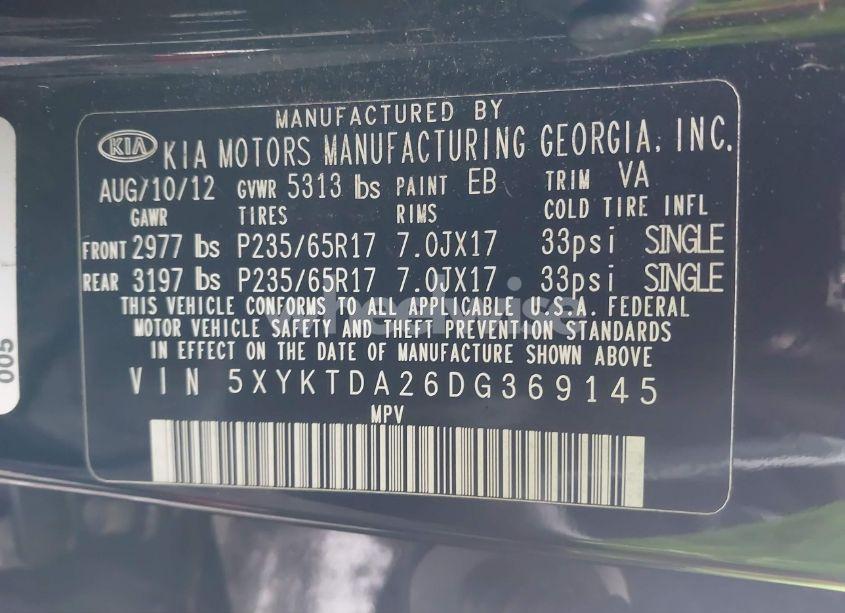 MANUFACTURED BY
KIA KIA MOTORS MANUFACTURING GEORGIA, INC.
AUG/10/12 GVWR 5313 lbs PAINT EB TRIM VA
GAWR TIRES RIMS COLD TIRE INFL
FRONT 2977 lbs P235/65R17 7.0JX17 33psi SINGLE
REAR 3197 lbs P235/65R17 7.0JX17 33psi SINGLE
THIS VEHICLE CONFORMS TO ALL APPLICABLE U.S.A. FEDERAL
MOTOR VEHICLE SAFETY AND THEFT PREVENTION STANDARDS
IN EFFECT ON THE DATE OF MANUFACTURE SHOWN ABOVE
VIN 5XYKTDA26DG369145
MPV
005